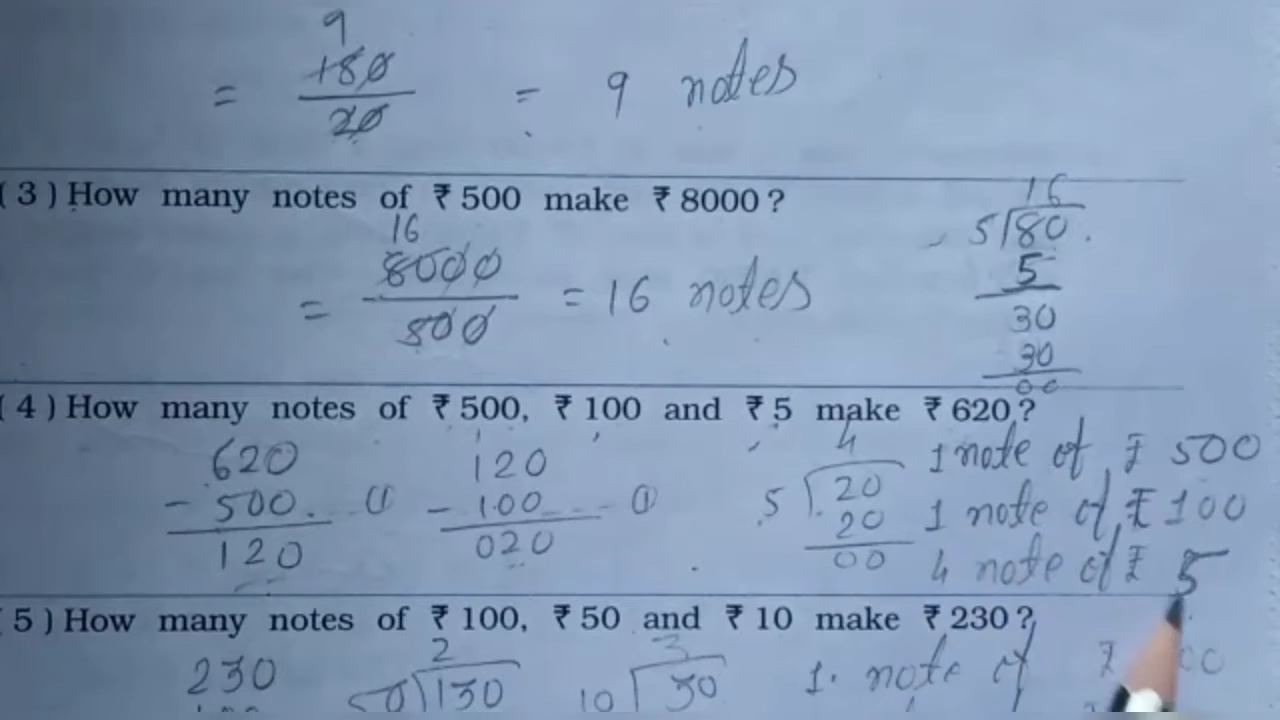 9
= 180/20 = 9 notes
( 3 ) How many notes of ₹ 500 make ₹ 8000 ?
16
= 8000/500 = 16 notes
16
5 80
5
30
30
00
( 4 ) How many notes of ₹ 500, ₹ 100 and ₹ 5 make ₹ 620 ?
620
- 500 ①
120
120
- 100 ①
020
4
5 20
20
00
1 note of ₹ 500
1 note of ₹ 100
4 note of ₹ 5
5 ) How many notes of ₹ 100, ₹ 50 and ₹ 10 make ₹ 230 ?
230
2
50 130
3
10 30
1 note of ₹